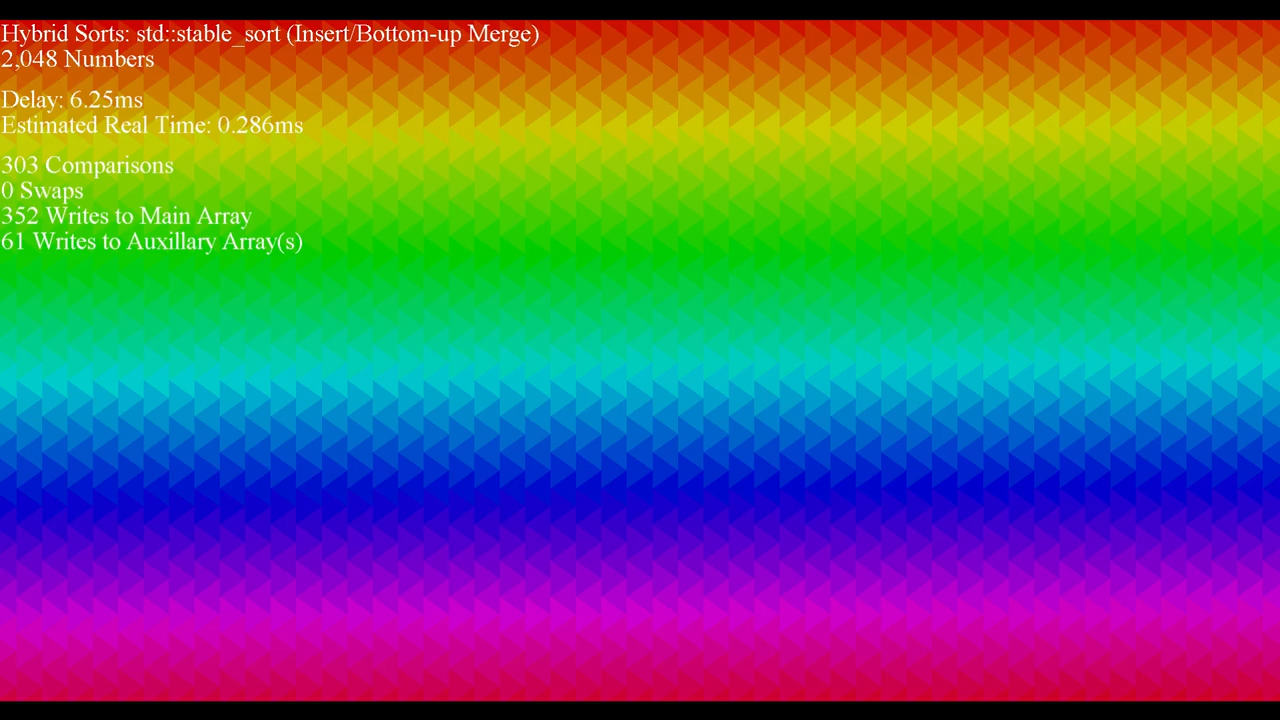 Hybrid Sorts: std::stable_sort (Insert/Bottom-up Merge)
2,048 Numbers
Delay: 6.25ms
Estimated Real Time: 0.286ms
303 Comparisons
0 Swaps
352 Writes to Main Array
61 Writes to Auxillary Array(s)